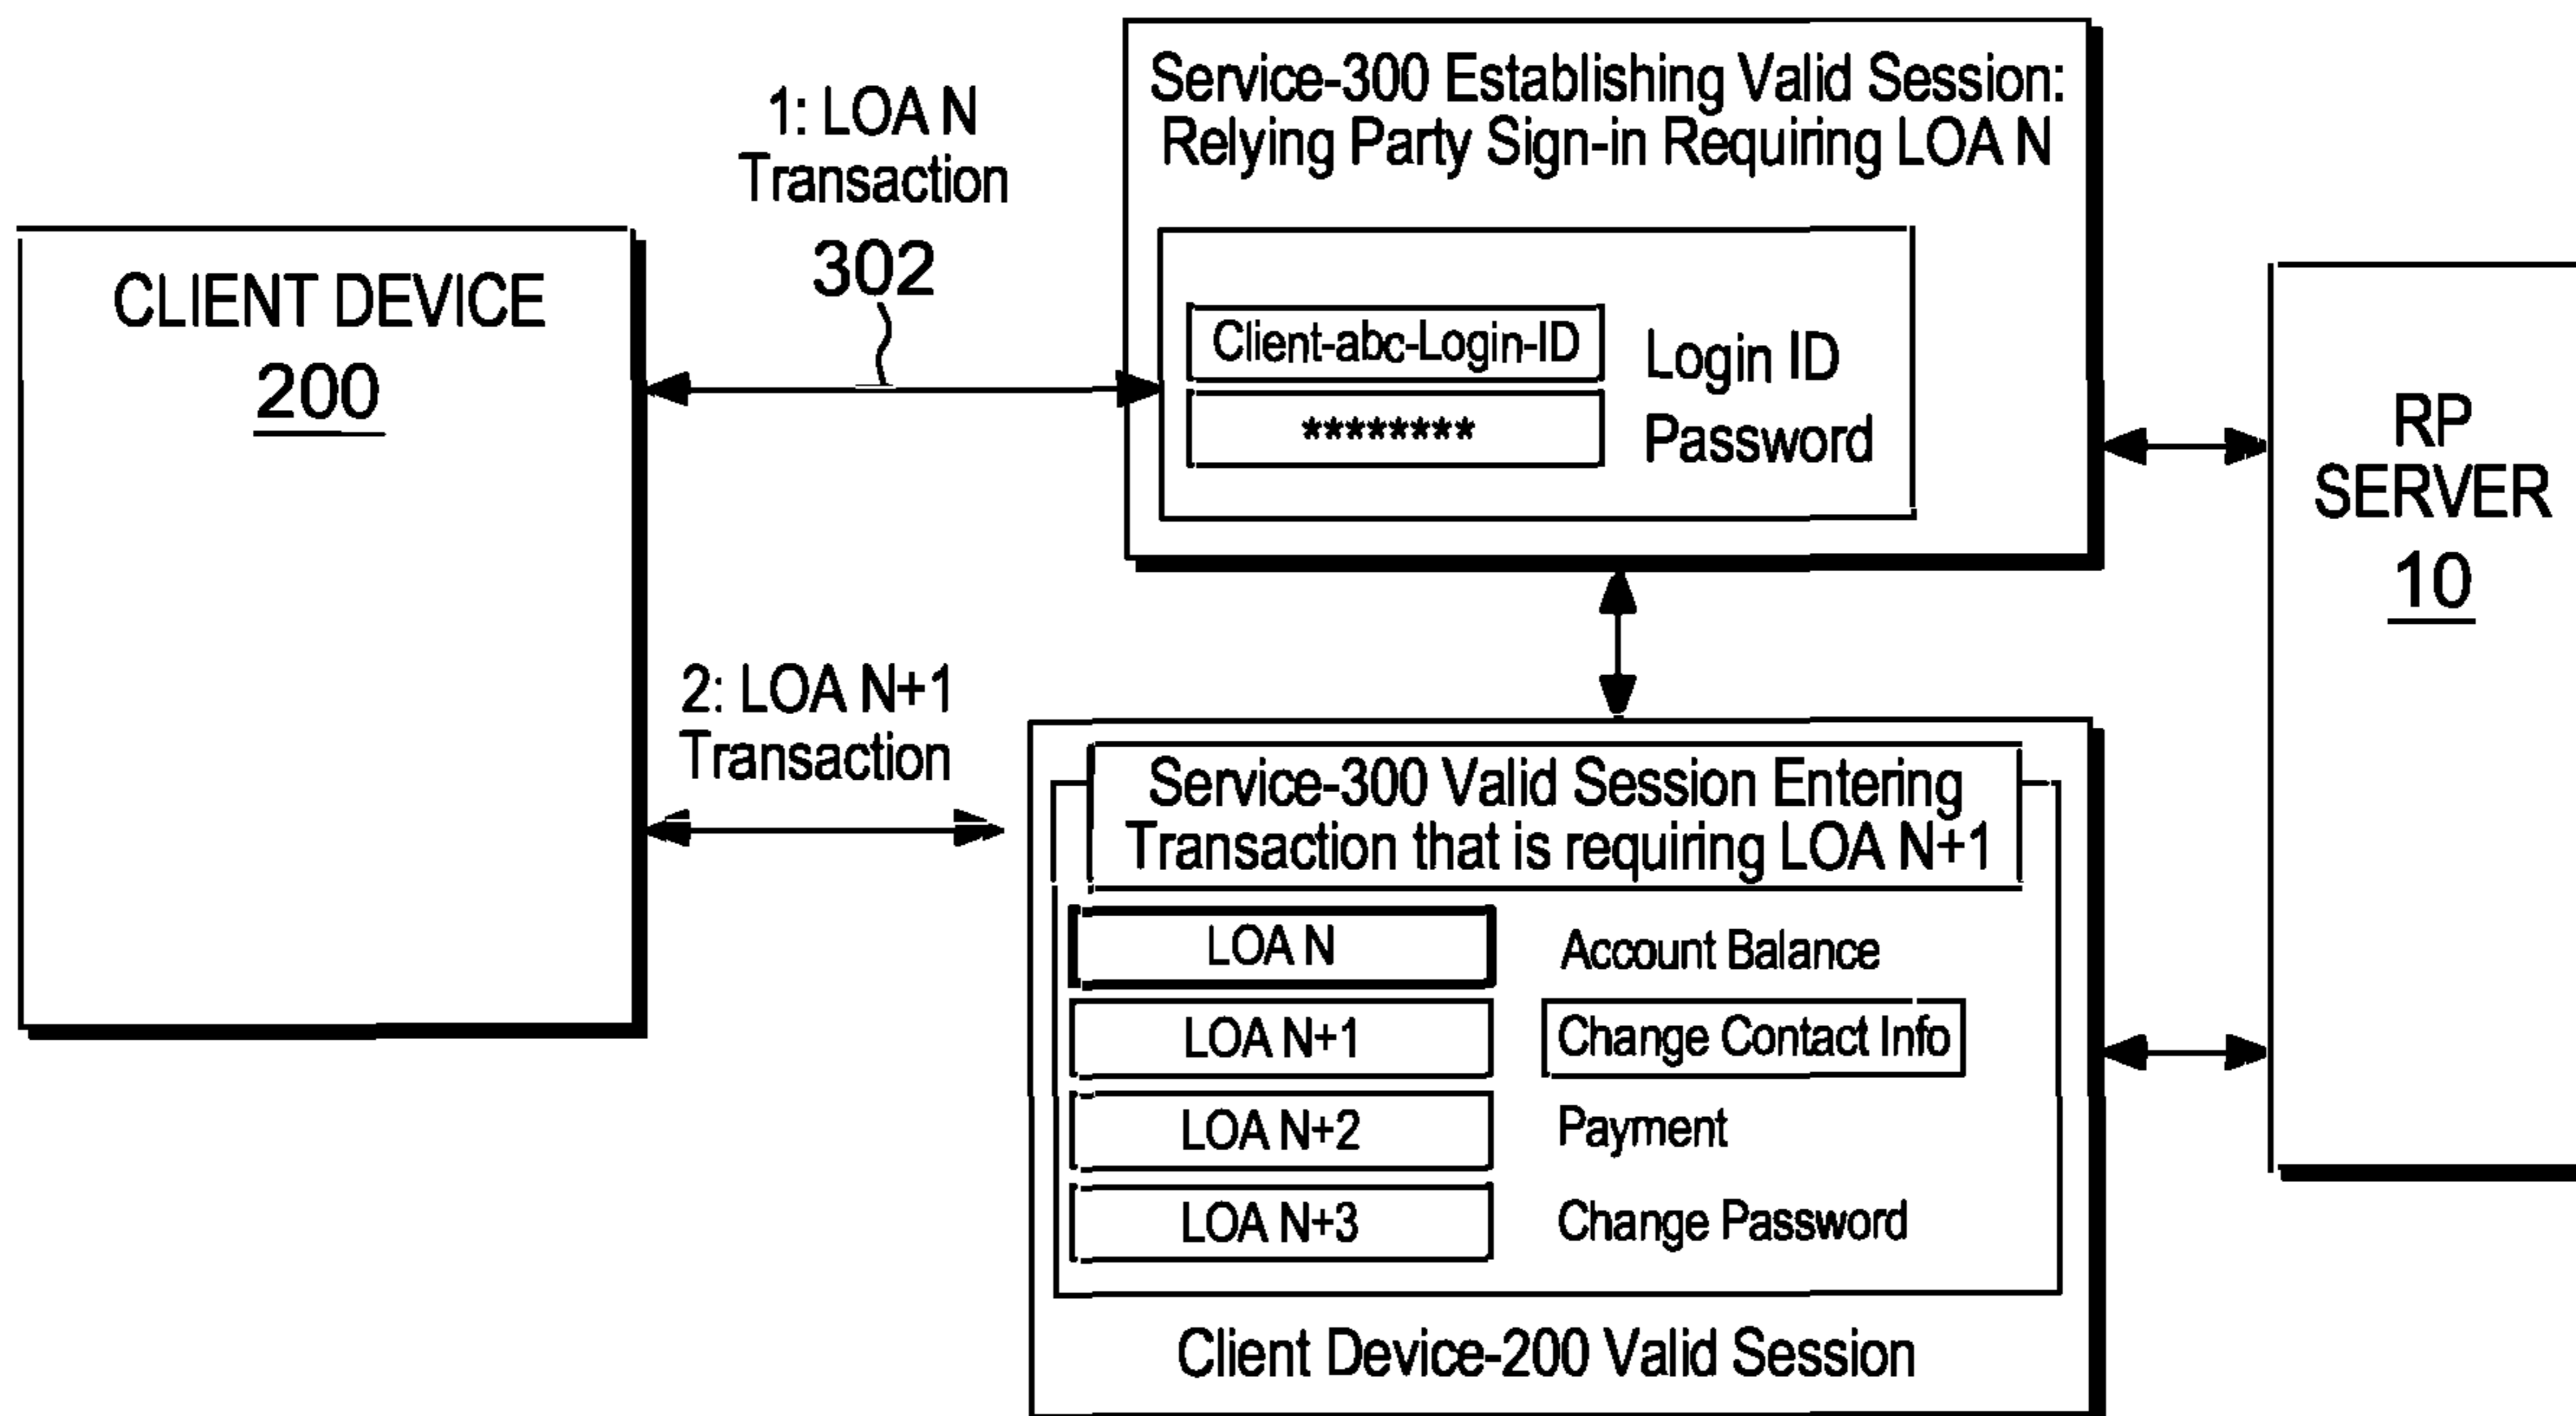 1: LOA N
Transaction
302
CLIENT DEVICE
200
Service-300 Establishing Valid Session:
Relying Party Sign-in Requiring LOA N
Client-abc-Login-ID Login ID
******** Password
RP
SERVER
10
2: LOA N+1
Transaction
Service-300 Valid Session Entering
Transaction that is requiring LOA N+1
LOA N Account Balance
LOA N+1 Change Contact Info
LOA N+2 Payment
LOA N+3 Change Password
Client Device-200 Valid Session